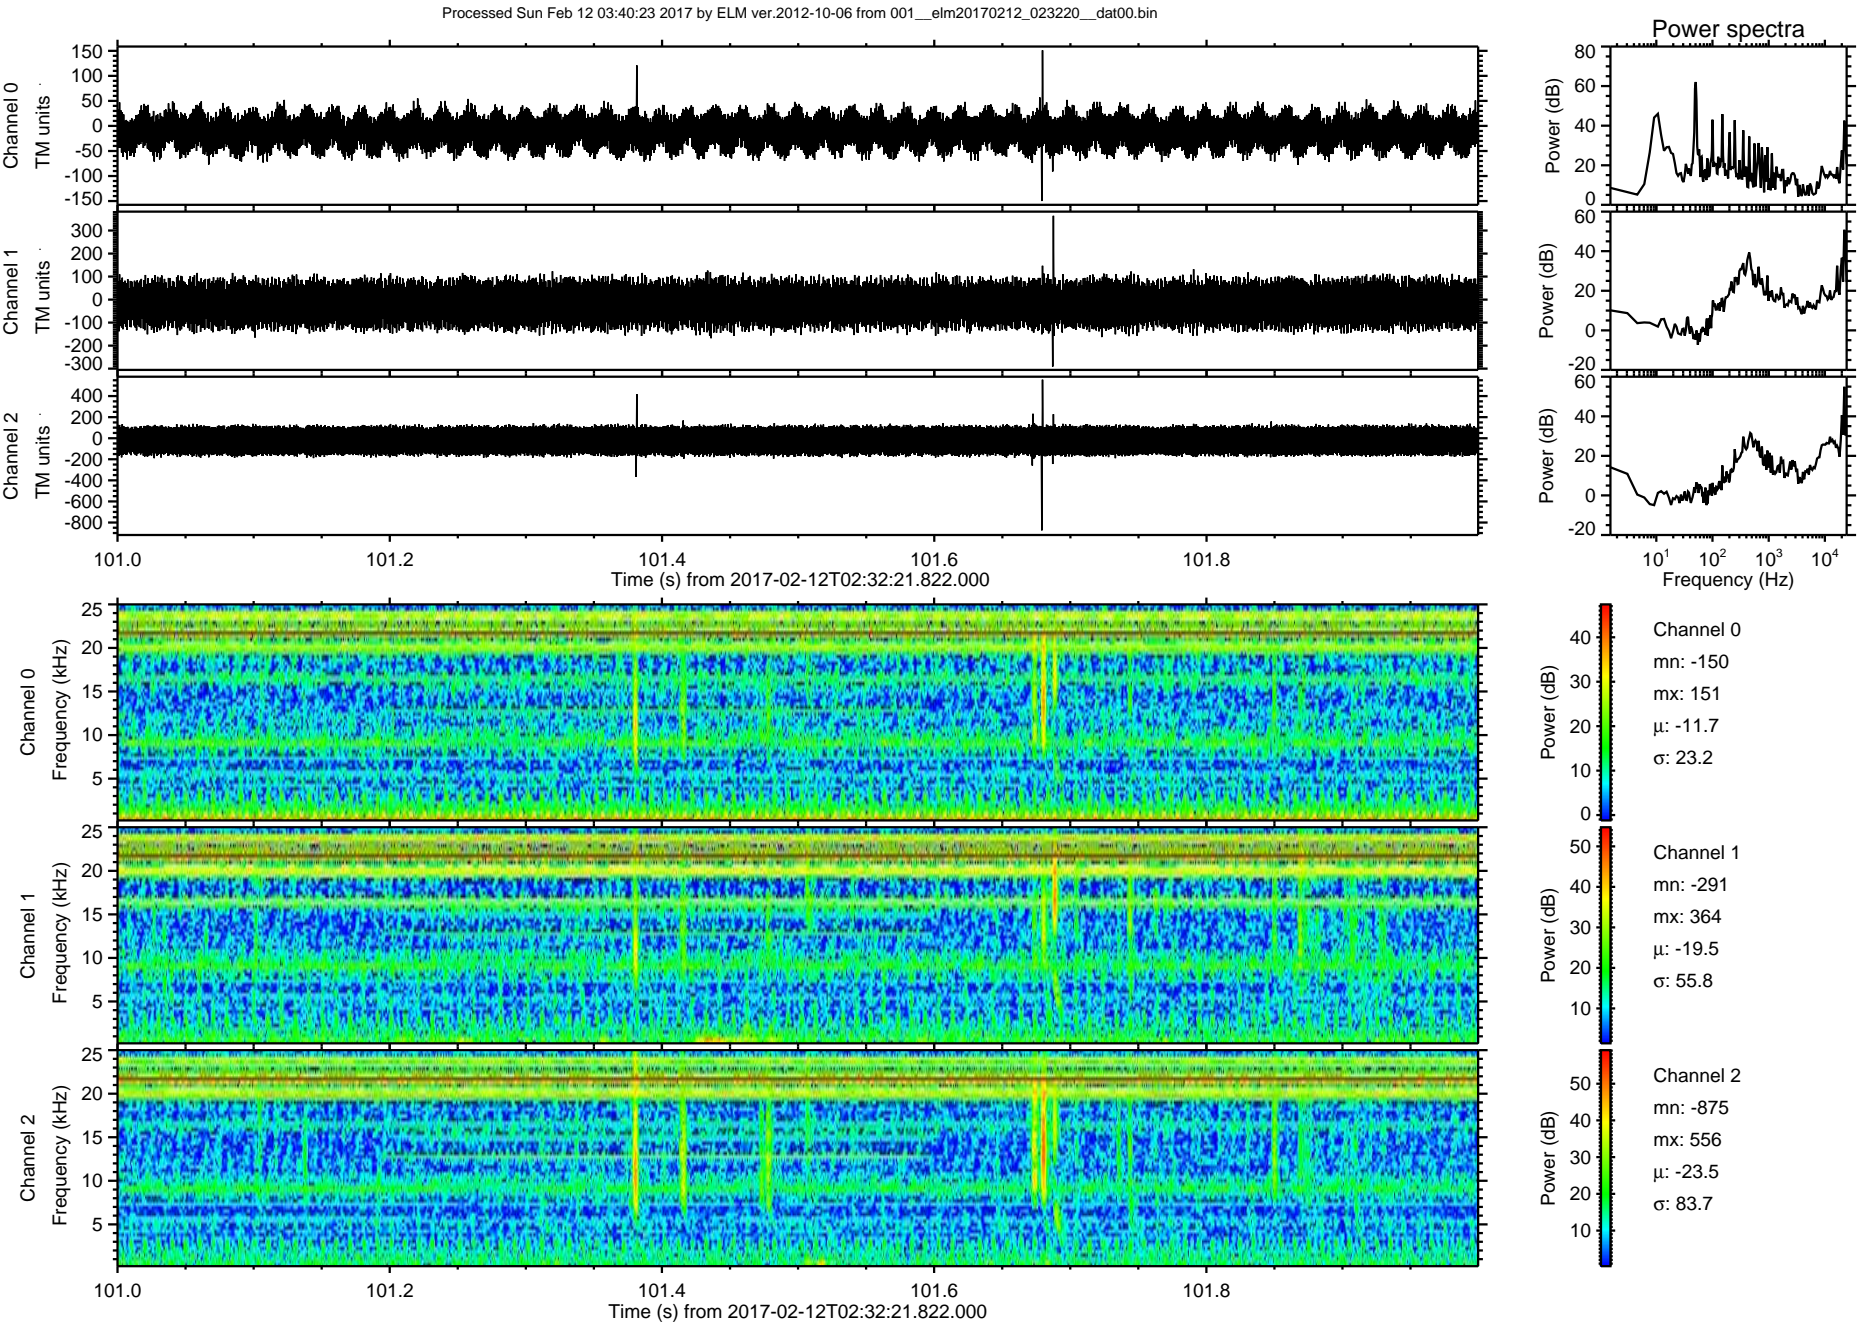 Processed Sun Feb 12 03:40:23 2017 by ELM ver.2012-10-06 from 001__elm20170212_023220__dat00.bin
Power spectra
Channel 0
TM units
150
100
50
0
-50
-100
-150
Power (dB)
80
60
40
20
0
Channel 1
TM units
300
200
100
0
-100
-200
-300
Power (dB)
60
40
20
0
-20
Channel 2
TM units
400
200
0
-200
-400
-600
-800
Power (dB)
60
40
20
0
-20
101.0 101.2 101.4 101.6 101.8
Time (s) from 2017-02-12T02:32:21.822.000
10¹ 10² 10³ 10⁴
Frequency (Hz)
Channel 0
Frequency (kHz)
25
20
15
10
5
Power (dB)
40
30
20
10
0
Channel 0
mn: -150
mx: 151
µ: -11.7
σ: 23.2
Channel 1
Frequency (kHz)
25
20
15
10
5
Power (dB)
50
40
30
20
10
Channel 1
mn: -291
mx: 364
µ: -19.5
σ: 55.8
Channel 2
Frequency (kHz)
25
20
15
10
5
Power (dB)
50
40
30
20
10
Channel 2
mn: -875
mx: 556
µ: -23.5
σ: 83.7
101.0 101.2 101.4 101.6 101.8
Time (s) from 2017-02-12T02:32:21.822.000